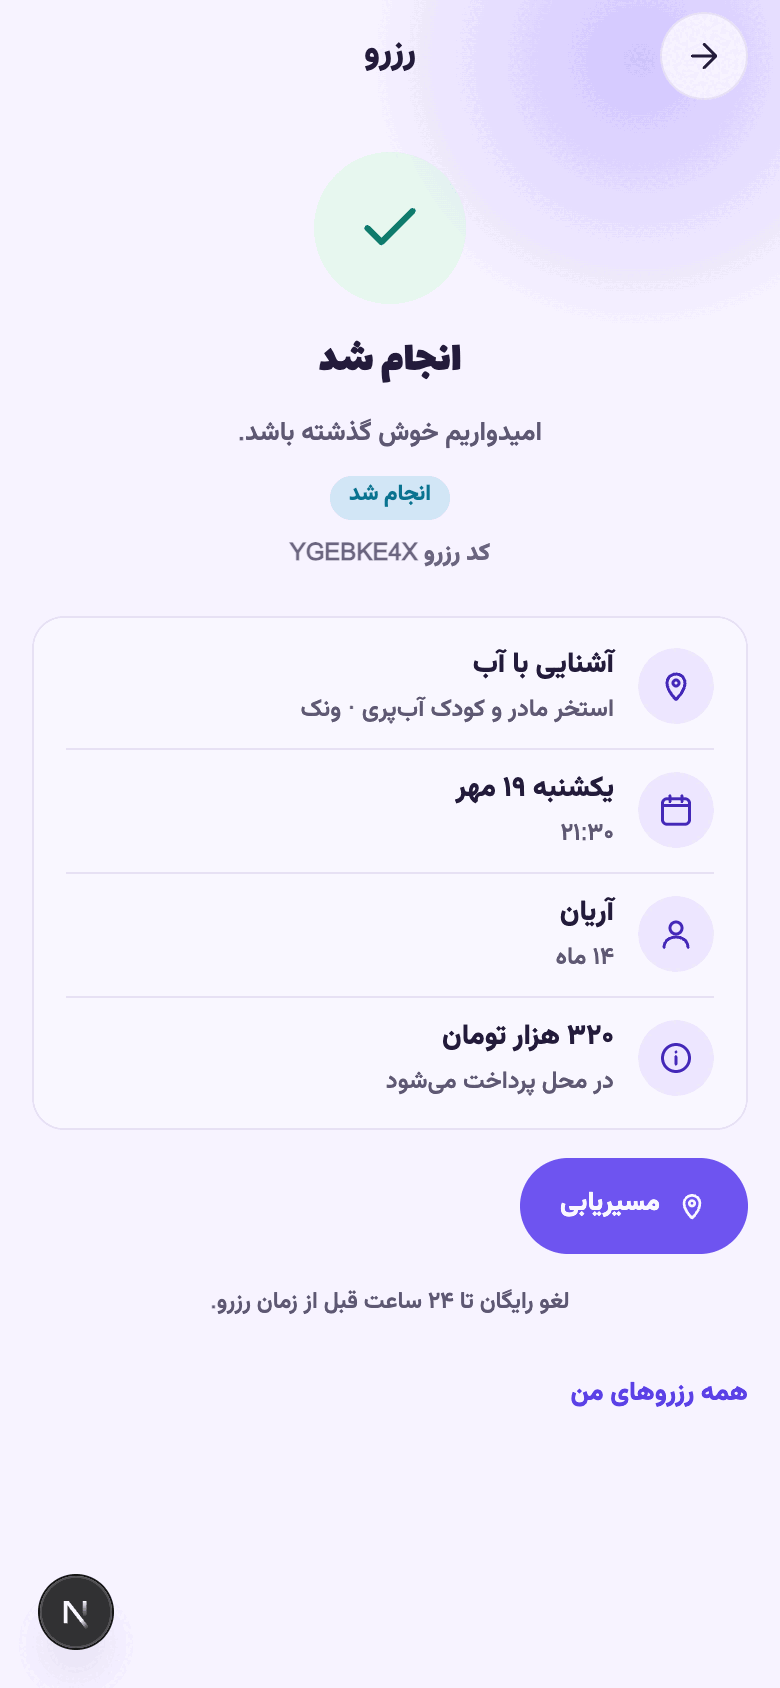 رزرو
انجام شد
امیدواریم خوش گذشته باشد.
انجام شد
کد رزرو YGEBKE4X
آشنایی با آب
استخر مادر و کودک آب‌پری · ونک
یکشنبه ۱۹ مهر
۲۱:۳۰
آریان
۱۴ ماه
۳۲۰ هزار تومان
در محل پرداخت می‌شود
مسیریابی
لغو رایگان تا ۲۴ ساعت قبل از زمان رزرو.
همه رزروهای من
N